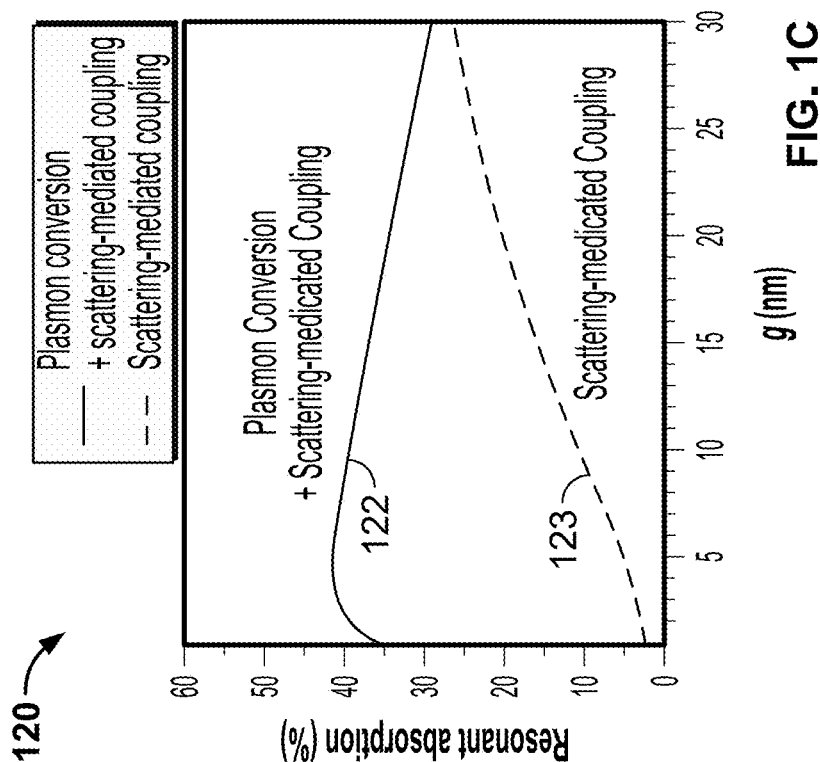 120
Plasmon conversion
+ scattering-mediated coupling
Scattering-mediated coupling
Resonant absorption (%)
60
50
40
30
20
10
0
Plasmon Conversion
+ Scattering-medicated Coupling
122
Scattering-medicated Coupling
123
5
10
15
20
25
30
g (nm)
FIG. 1C